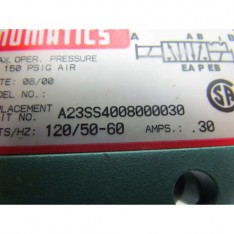 UMATICS
AX OPER. PRESSURE
150 PSIG AIR
A A B B
EA P EB
TE: 08/00
DEL NO.:
PLACEMENT
IT NO. A23SS4008000030
TS/HZ: 120/50-60 AMPS.: .30
SA